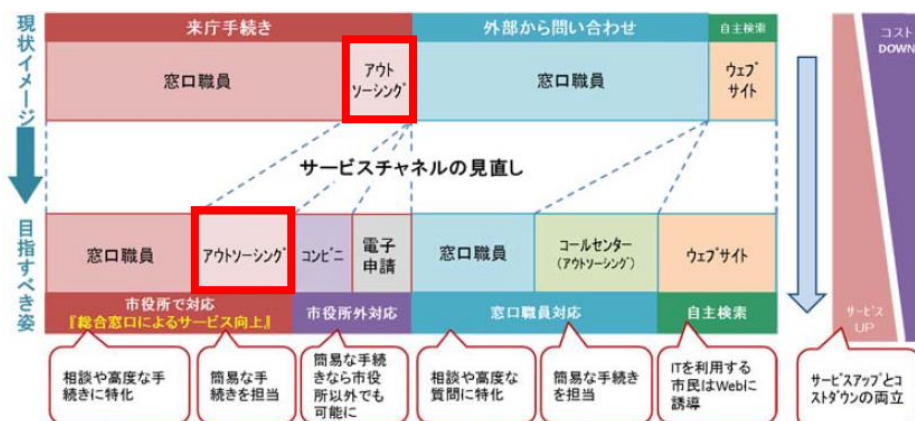 現状イメージ
来庁手続き
外部から問い合わせ
自主検索
窓口職員
アウト
ソーシング
窓口職員
ウェブ
サイト
コスト
DOWN
サービスチャネルの見直し
目指すべき姿
窓口職員
アウトソーシング
コンビニ
電子
申請
窓口職員
コールセンター
(アウトソーシング)
ウェブサイト
市役所で対応
『総合窓口によるサービス向上』
市役所外対応
窓口職員対応
自主検索
サービス
UP
相談や高度な手
続きに特化
簡易な手
続きを担当
簡易な手続
きなら市役
所以外でも
可能に
相談や高度な
質問に特化
簡易な手続き
を担当
ITを利用する
市民はWebに
誘導
サービスアップとコ
ストダウンの両立